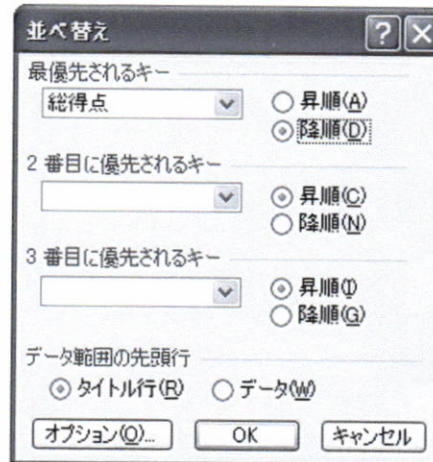 並べ替え
最優先されるキー
総得点
昇順(A)
降順(D)
2 番目に優先されるキー
昇順(C)
降順(N)
3 番目に優先されるキー
昇順(I)
降順(G)
データ範囲の先頭行
タイトル行(R) データ(W)
オプション(O)... OK キャンセル